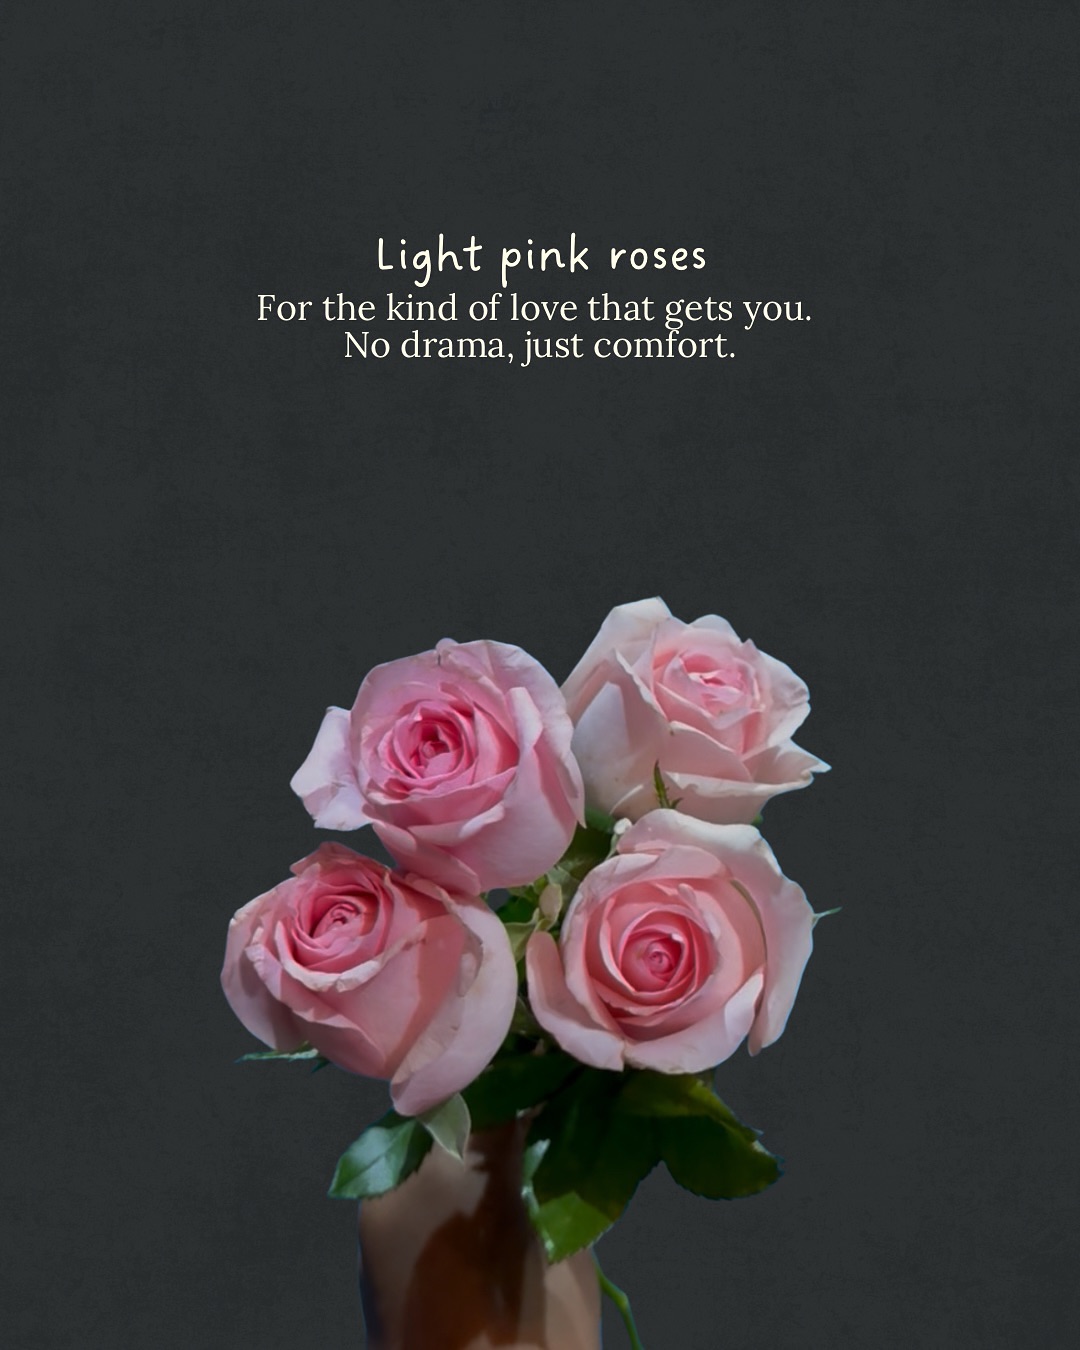 Light pink roses
For the kind of love that gets you.
No drama, just comfort.